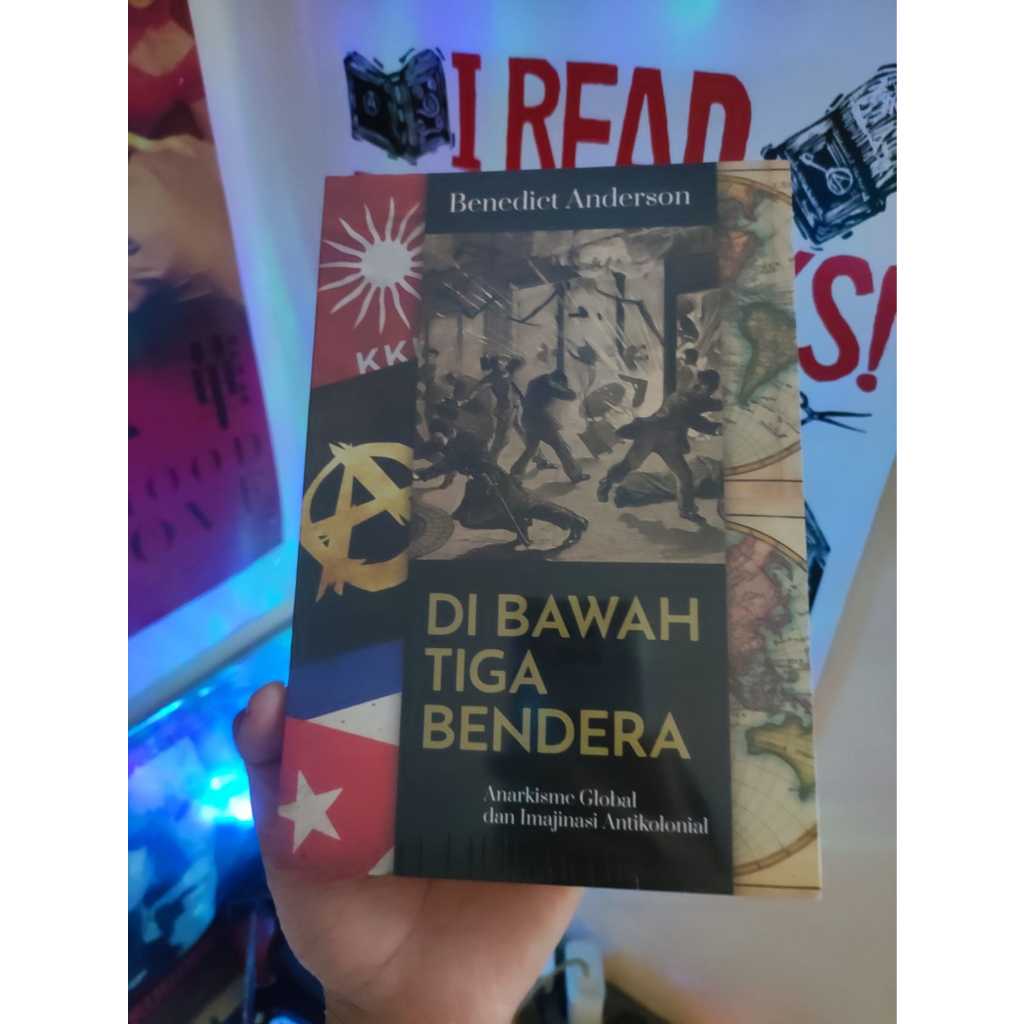 I READ
KS!
Benedict Anderson
KK
DI BAWAH
TIGA
BENDERA
Anarkisme Global
dan Imajinasi Antikolonial